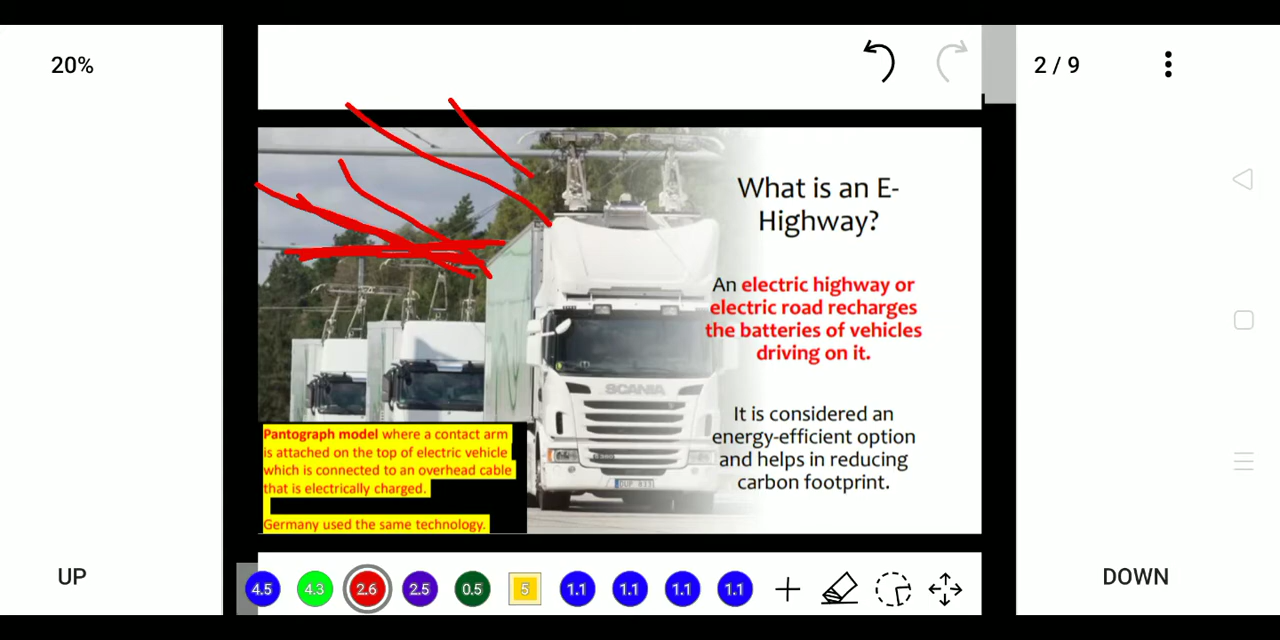 20%
2 / 9
What is an E-
Highway?
An electric highway or
electric road recharges
the batteries of vehicles
driving on it.
It is considered an
energy-efficient option
and helps in reducing
carbon footprint.
SCANIA
Pantograph model where a contact arm
is attached on the top of electric vehicle
which is connected to an overhead cable
that is electrically charged.
Germany used the same technology.
UP
4.5 4.3 2.6 2.5 0.5 5 1.1 1.1 1.1 1.1
DOWN